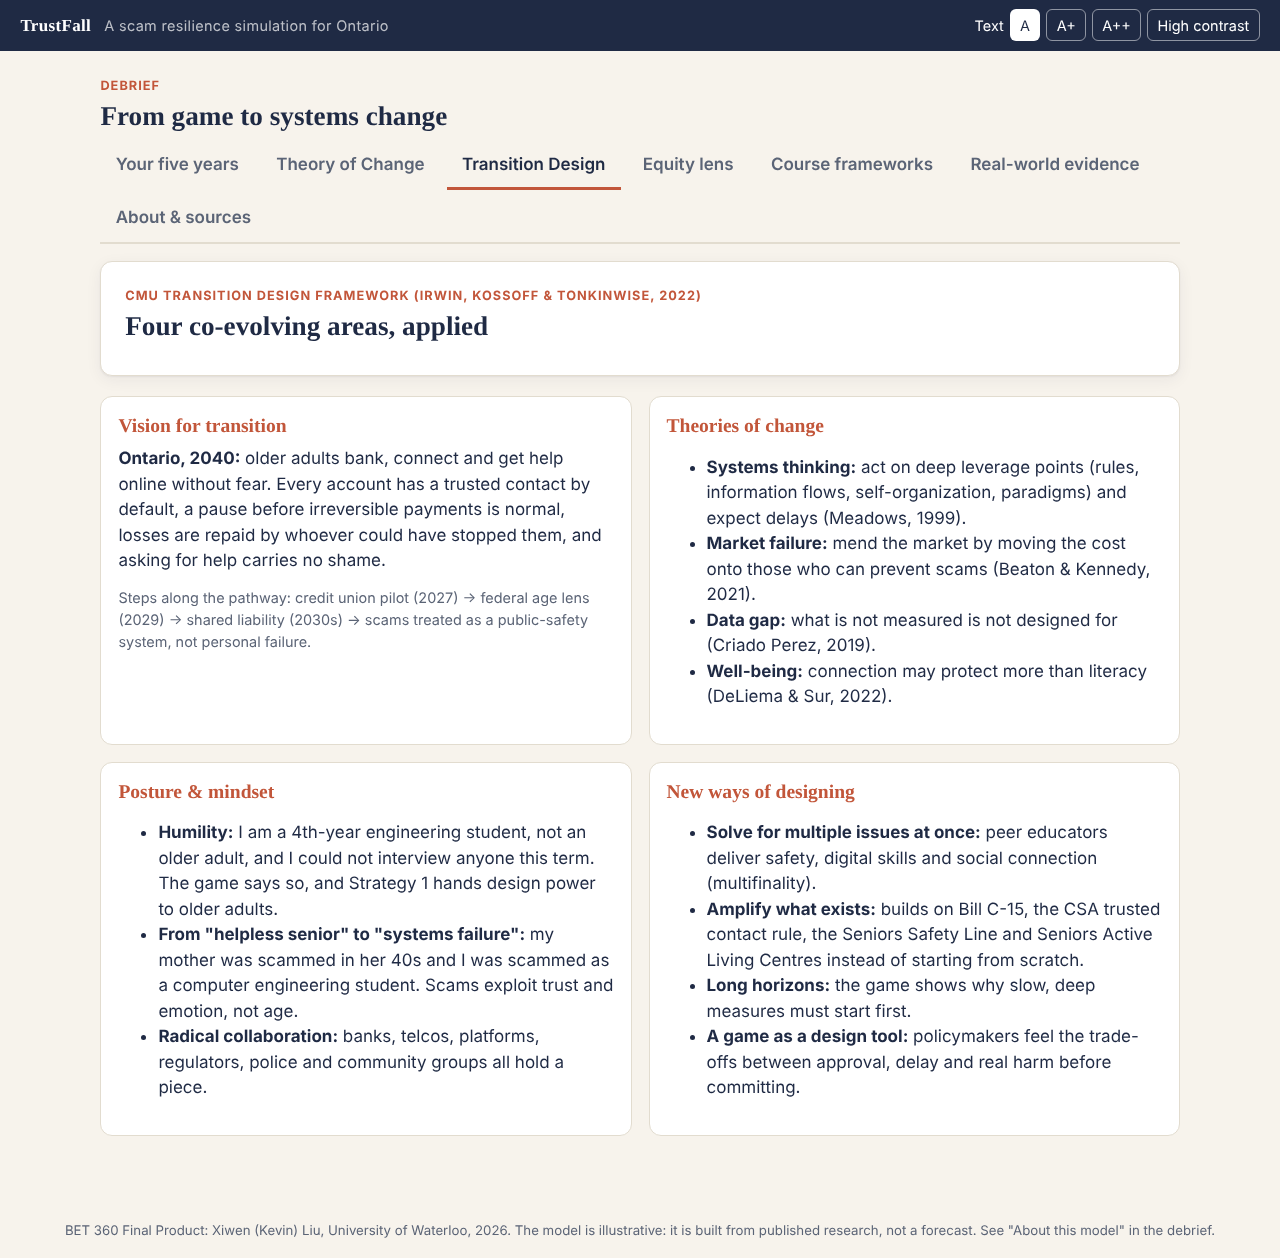 TrustFall A scam resilience simulation for Ontario Text A A+ A++ High contrast
DEBRIEF
From game to systems change
Your five years Theory of Change Transition Design Equity lens Course frameworks Real-world evidence
About & sources
CMU TRANSITION DESIGN FRAMEWORK (IRWIN, KOSSOFF & TONKINWISE, 2022)
Four co-evolving areas, applied
Vision for transition
Ontario, 2040: older adults bank, connect and get help
online without fear. Every account has a trusted contact by
default, a pause before irreversible payments is normal,
losses are repaid by whoever could have stopped them, and
asking for help carries no shame.
Steps along the pathway: credit union pilot (2027) → federal age lens
(2029) → shared liability (2030s) → scams treated as a public-safety
system, not personal failure.
Theories of change
• Systems thinking: act on deep leverage points (rules,
information flows, self-organization, paradigms) and
expect delays (Meadows, 1999).
• Market failure: mend the market by moving the cost
onto those who can prevent scams (Beaton & Kennedy,
2021).
• Data gap: what is not measured is not designed for
(Criado Perez, 2019).
• Well-being: connection may protect more than literacy
(DeLiema & Sur, 2022).
Posture & mindset
• Humility: I am a 4th-year engineering student, not an
older adult, and I could not interview anyone this term.
The game says so, and Strategy 1 hands design power
to older adults.
• From "helpless senior" to "systems failure": my
mother was scammed in her 40s and I was scammed as
a computer engineering student. Scams exploit trust and
emotion, not age.
• Radical collaboration: banks, telcos, platforms,
regulators, police and community groups all hold a
piece.
New ways of designing
• Solve for multiple issues at once: peer educators
deliver safety, digital skills and social connection
(multifinality).
• Amplify what exists: builds on Bill C-15, the CSA trusted
contact rule, the Seniors Safety Line and Seniors Active
Living Centres instead of starting from scratch.
• Long horizons: the game shows why slow, deep
measures must start first.
• A game as a design tool: policymakers feel the trade-
offs between approval, delay and real harm before
committing.
BET 360 Final Product: Xiwen (Kevin) Liu, University of Waterloo, 2026. The model is illustrative: it is built from published research, not a forecast. See "About this model" in the debrief.